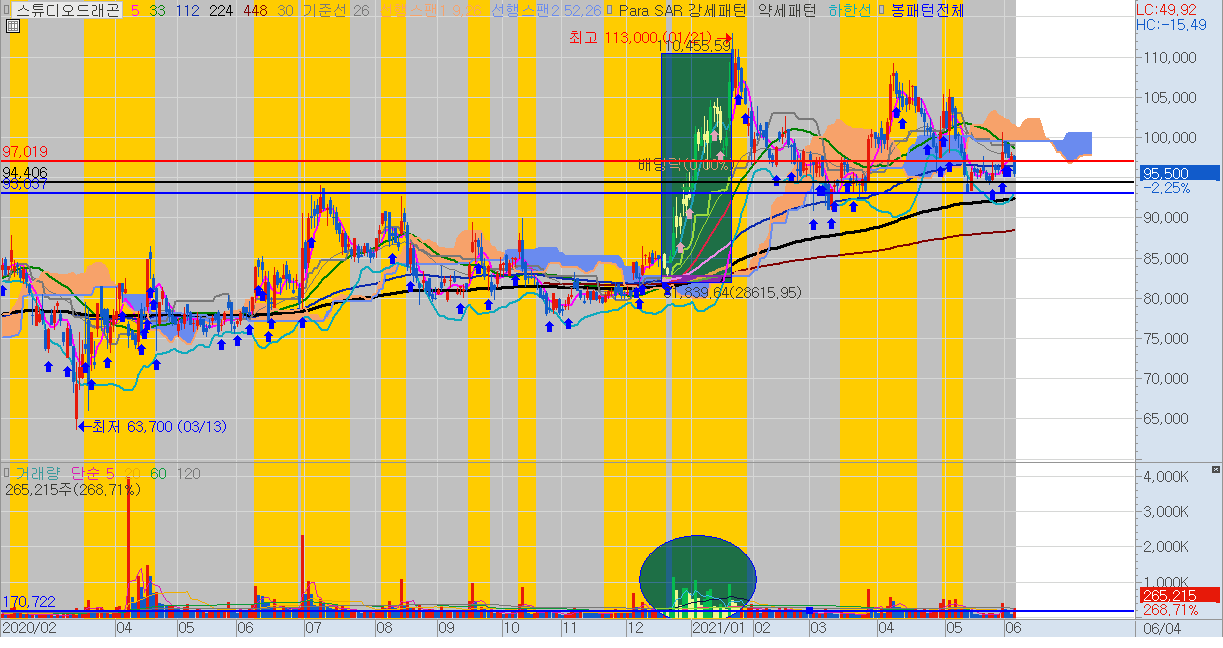 스튜디오드래곤 5 33 112 224 448 30 기준선 26 선행스팬1 9,26 선행스팬2 52,26 Para SAR 강세패턴 약세패턴 하한선 봉패턴전체
LC:49.92
HC:-15.49
최고 113,000 (01/21)
110,455.59
110,000
105,000
100,000
97,019
94,406
93,037
95,500
-2.25%
90,000
85,000
81,839.64(28615.95)
80,000
75,000
70,000
65,000
최저 63,700 (03/13)
거래량 단순 5 20 60 120
265,215주(268.71%)
4,000K
3,000K
2,000K
1,000K
170,722
265,215
268.71%
2020/02 04 05 06 07 08 09 10 11 12 2021/01 02 03 04 05 06 06/04